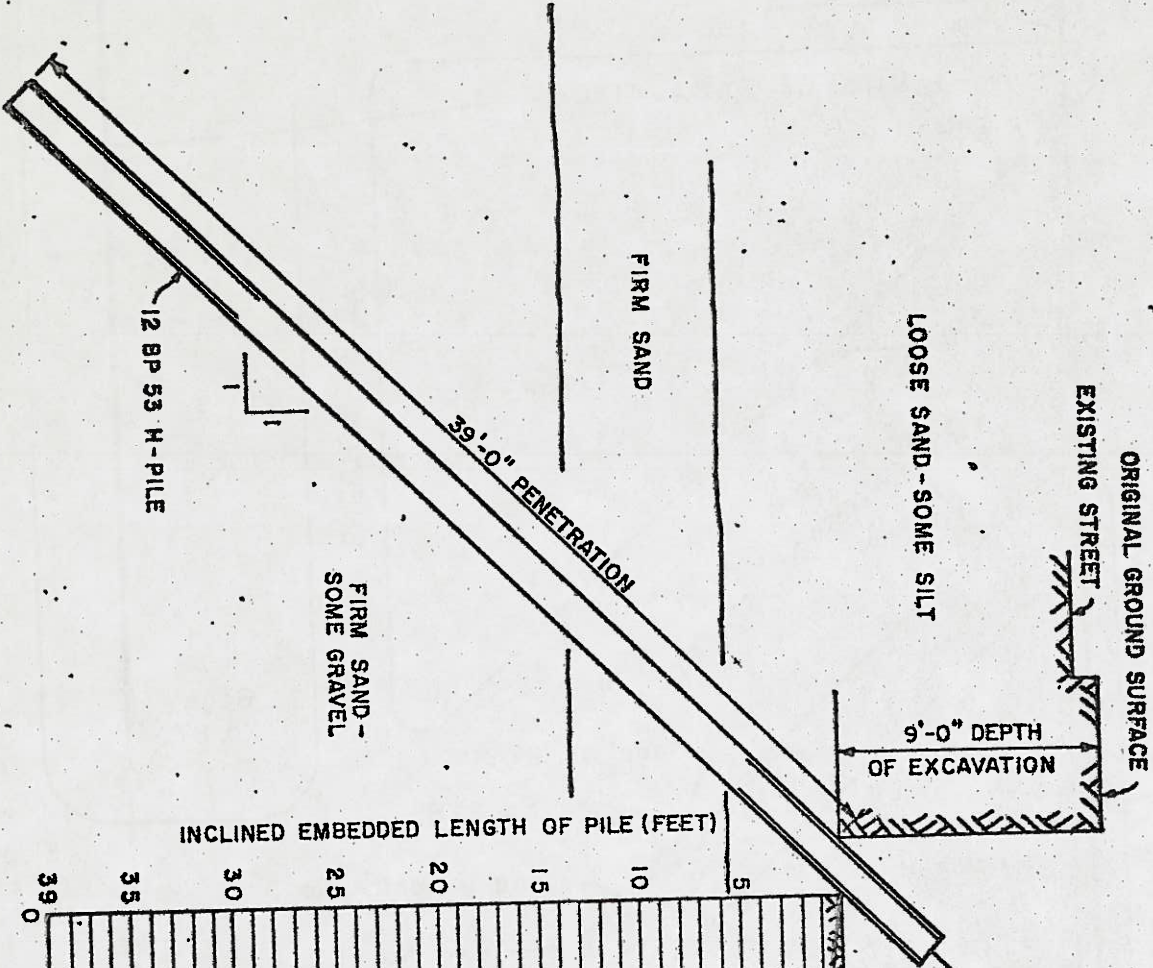 ORIGINAL GROUND SURFACE
EXISTING STREET
LOOSE SAND-SOME SILT
FIRM SAND
9'-0" DEPTH
OF EXCAVATION
39'-0" PENETRATION
12 BP 53 H-PILE
1
1
FIRM SAND-
SOME GRAVEL
INCLINED EMBEDDED LENGTH OF PILE (FEET)
5
10
15
20
25
30
35
39
0